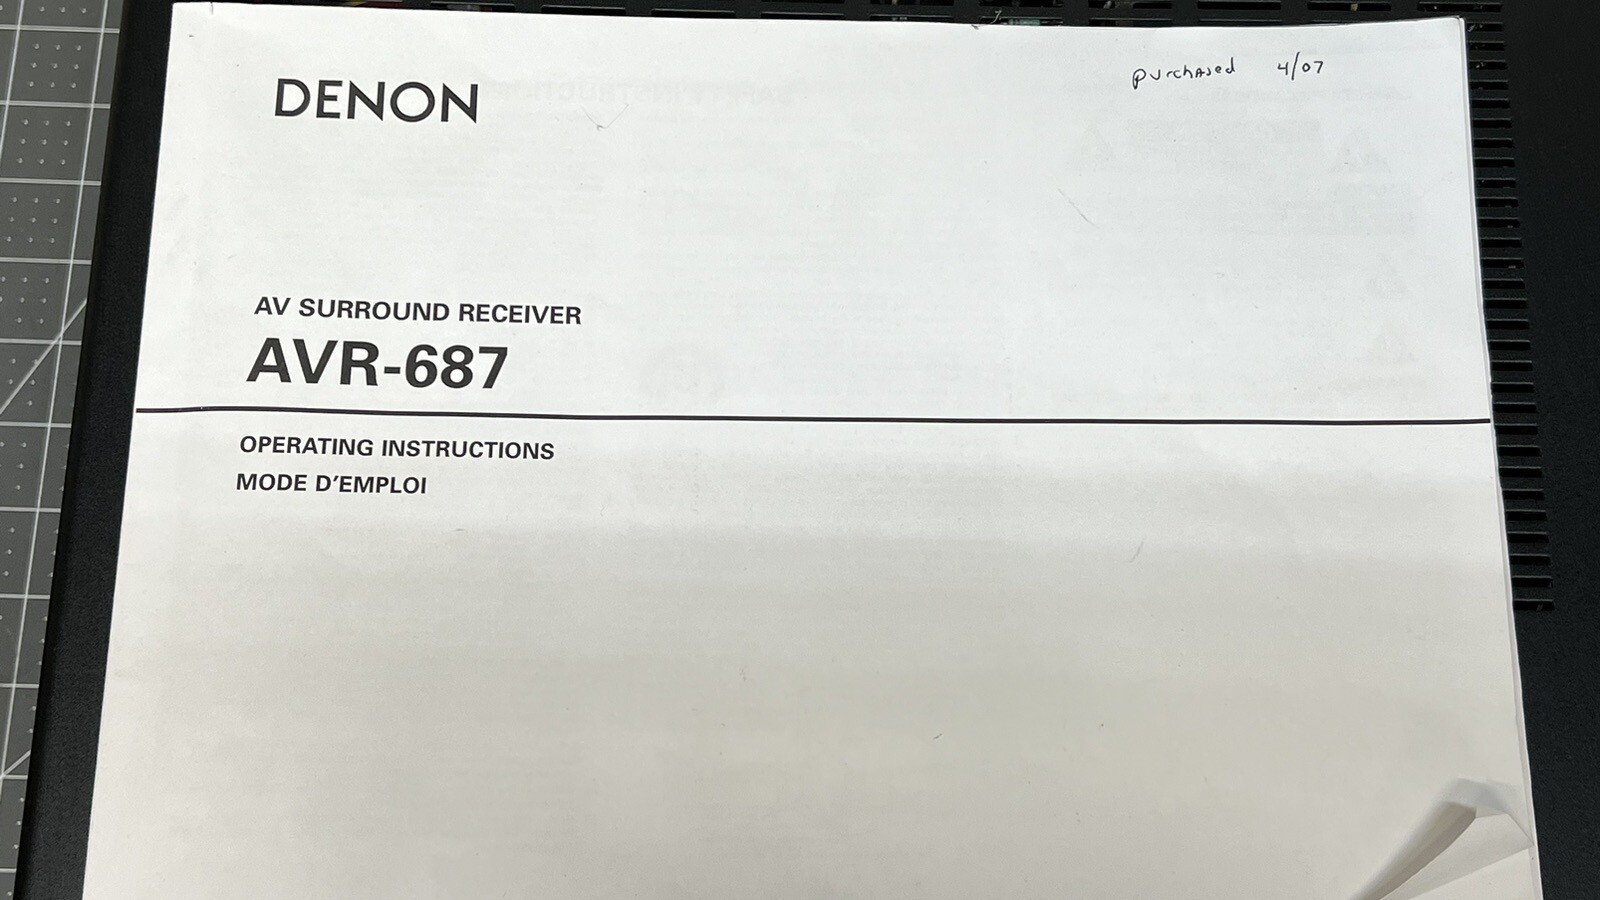 DENON
purchased 4/07
AV SURROUND RECEIVER
AVR-687
OPERATING INSTRUCTIONS
MODE D'EMPLOI